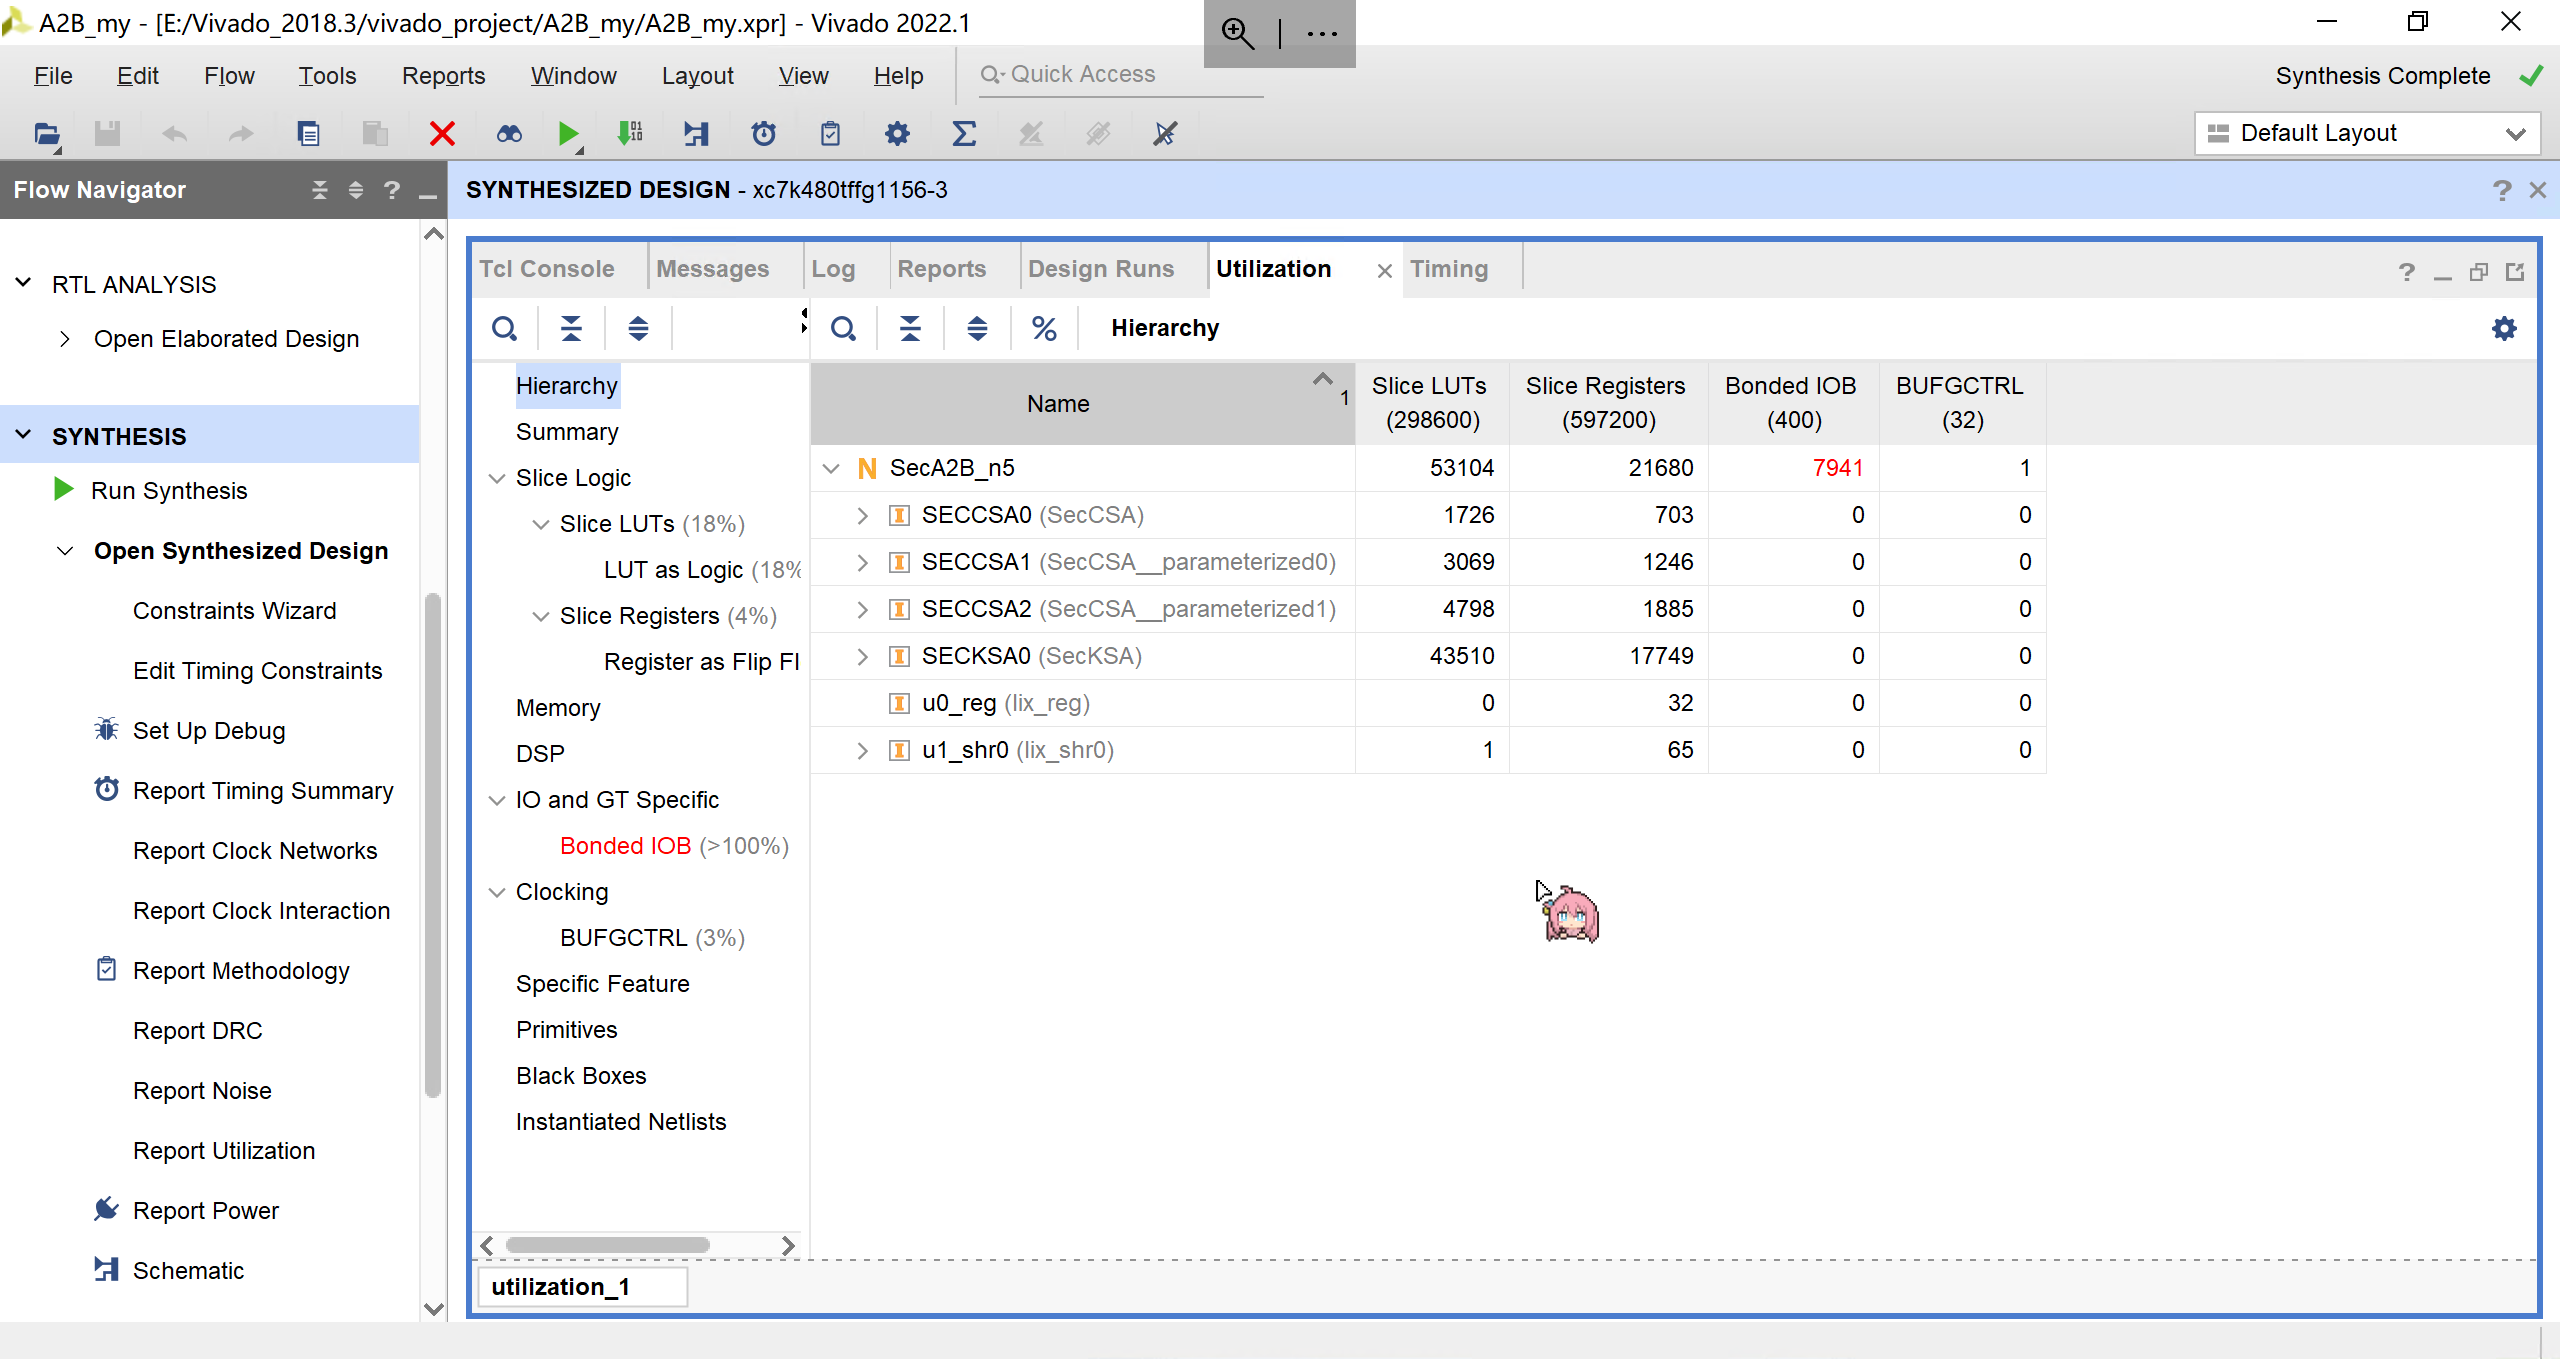 A2B_my - [E:/Vivado_2018.3/vivado_project/A2B_my/A2B_my.xpr] - Vivado 2022.1
File Edit Flow Tools Reports Window Layout View Help Quick Access Synthesis Complete
Default Layout
Flow Navigator
SYNTHESIZED DESIGN - xc7k480tffg1156-3
RTL ANALYSIS
Open Elaborated Design
SYNTHESIS
Run Synthesis
Open Synthesized Design
Constraints Wizard
Edit Timing Constraints
Set Up Debug
Report Timing Summary
Report Clock Networks
Report Clock Interaction
Report Methodology
Report DRC
Report Noise
Report Utilization
Report Power
Schematic
Tcl Console Messages Log Reports Design Runs Utilization Timing
Hierarchy
Summary
Slice Logic
Slice LUTs (18%)
LUT as Logic (18%
Slice Registers (4%)
Register as Flip Fl
Memory
DSP
IO and GT Specific
Bonded IOB (>100%)
Clocking
BUFGCTRL (3%)
Specific Feature
Primitives
Black Boxes
Instantiated Netlists
% Hierarchy
Name 1 Slice LUTs (298600) Slice Registers (597200) Bonded IOB (400) BUFGCTRL (32)
N SecA2B_n5 53104 21680 7941 1
I SECCSA0 (SecCSA) 1726 703 0 0
I SECCSA1 (SecCSA__parameterized0) 3069 1246 0 0
I SECCSA2 (SecCSA__parameterized1) 4798 1885 0 0
I SECKSA0 (SecKSA) 43510 17749 0 0
I u0_reg (lix_reg) 0 32 0 0
I u1_shr0 (lix_shr0) 1 65 0 0
utilization_1